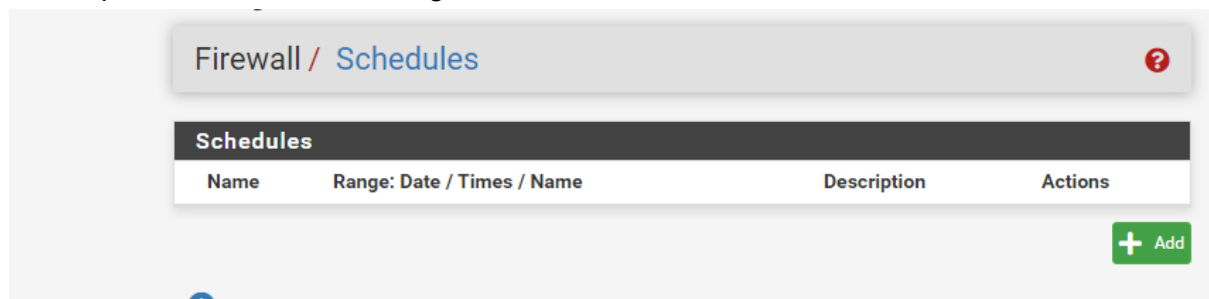 Firewall / Schedules
Schedules
Name Range: Date / Times / Name Description Actions
Add